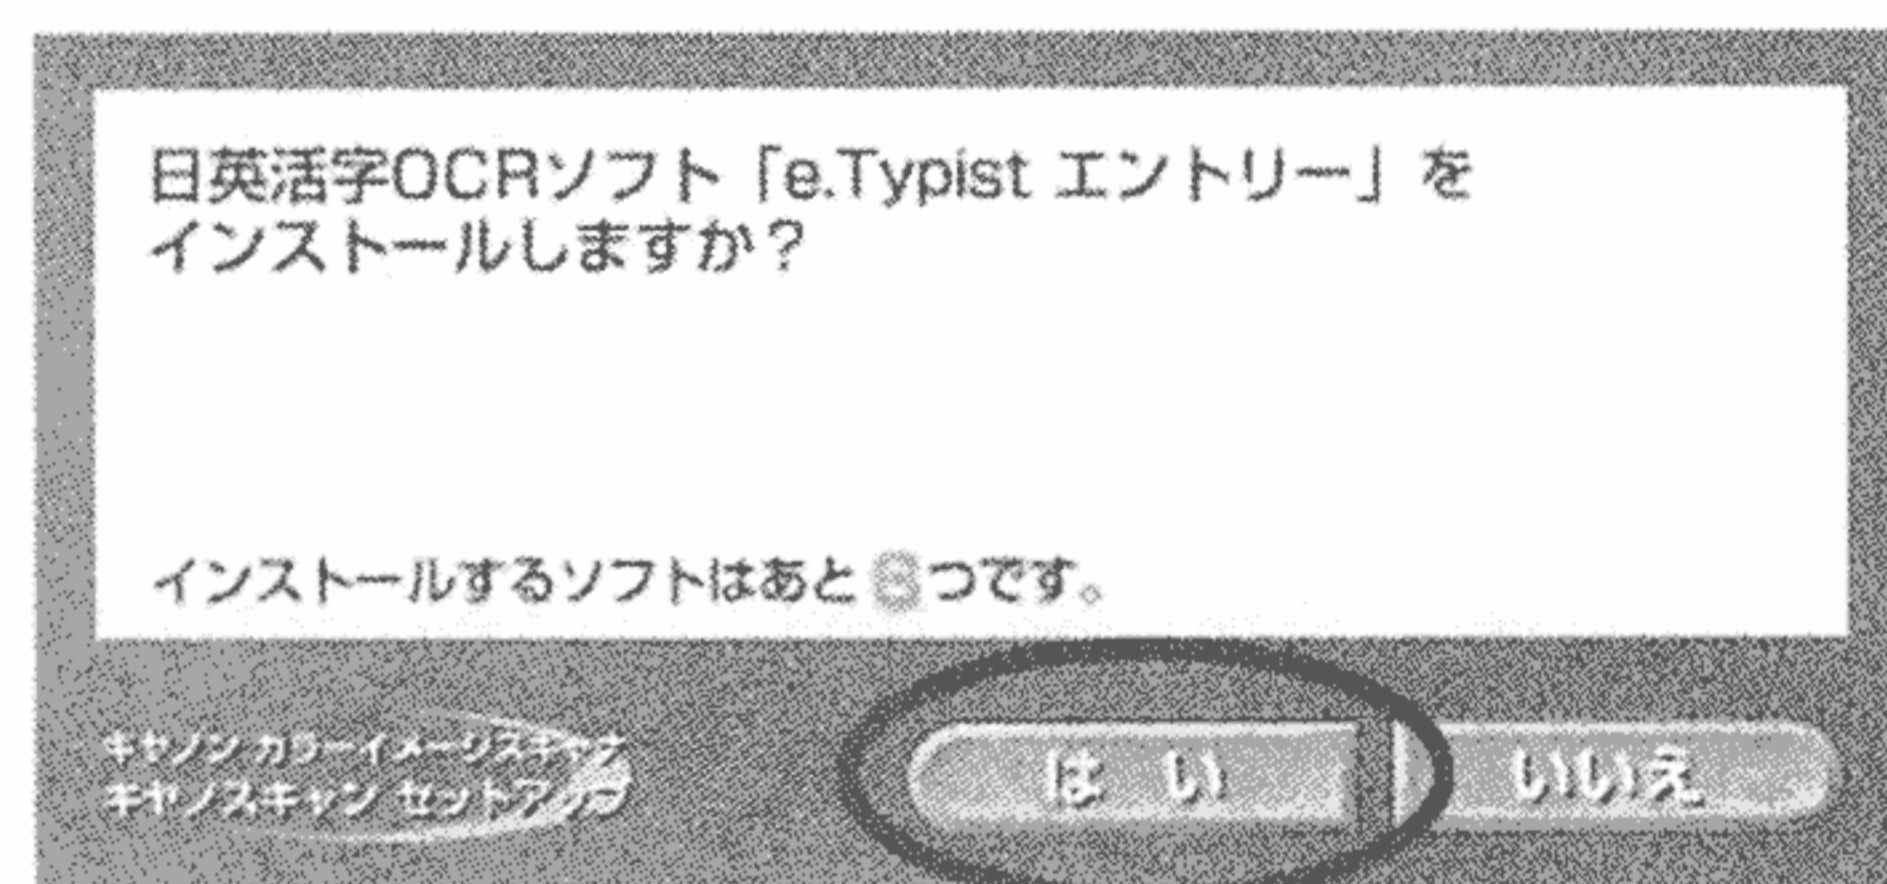 日英活字OCRソフト「e.Typist エントリー」を
インストールしますか?
インストールするソフトはあと つです。
キヤノン カラーイメージスキャナ
キヤノスキャン セットアップ
は い
いいえ